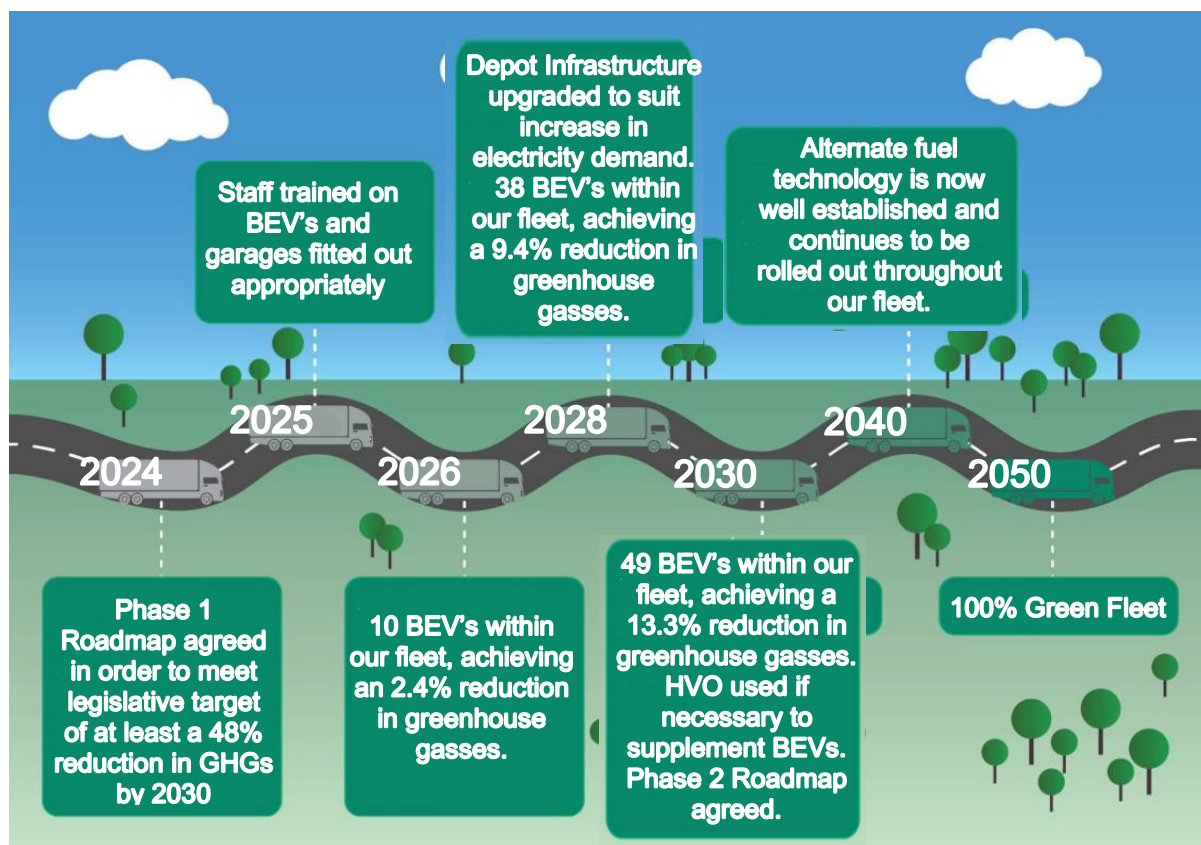 2024
Phase 1
Roadmap agreed
in order to meet
legislative target
of at least a 48%
reduction in GHGs
by 2030
2025
Staff trained on
BEV's and
garages fitted out
appropriately
2026
10 BEV's within
our fleet, achieving
an 2.4% reduction
in greenhouse
gasses.
2028
Depot Infrastructure
upgraded to suit
increase in
electricity demand.
38 BEV's within
our fleet, achieving
a 9.4% reduction in
greenhouse
gasses.
2030
49 BEV's within our
fleet, achieving a
13.3% reduction in
greenhouse gasses.
HVO used if
necessary to
supplement BEVs.
Phase 2 Roadmap
agreed.
2040
Alternate fuel
technology is now
well established and
continues to be
rolled out throughout
our fleet.
2050
100% Green Fleet